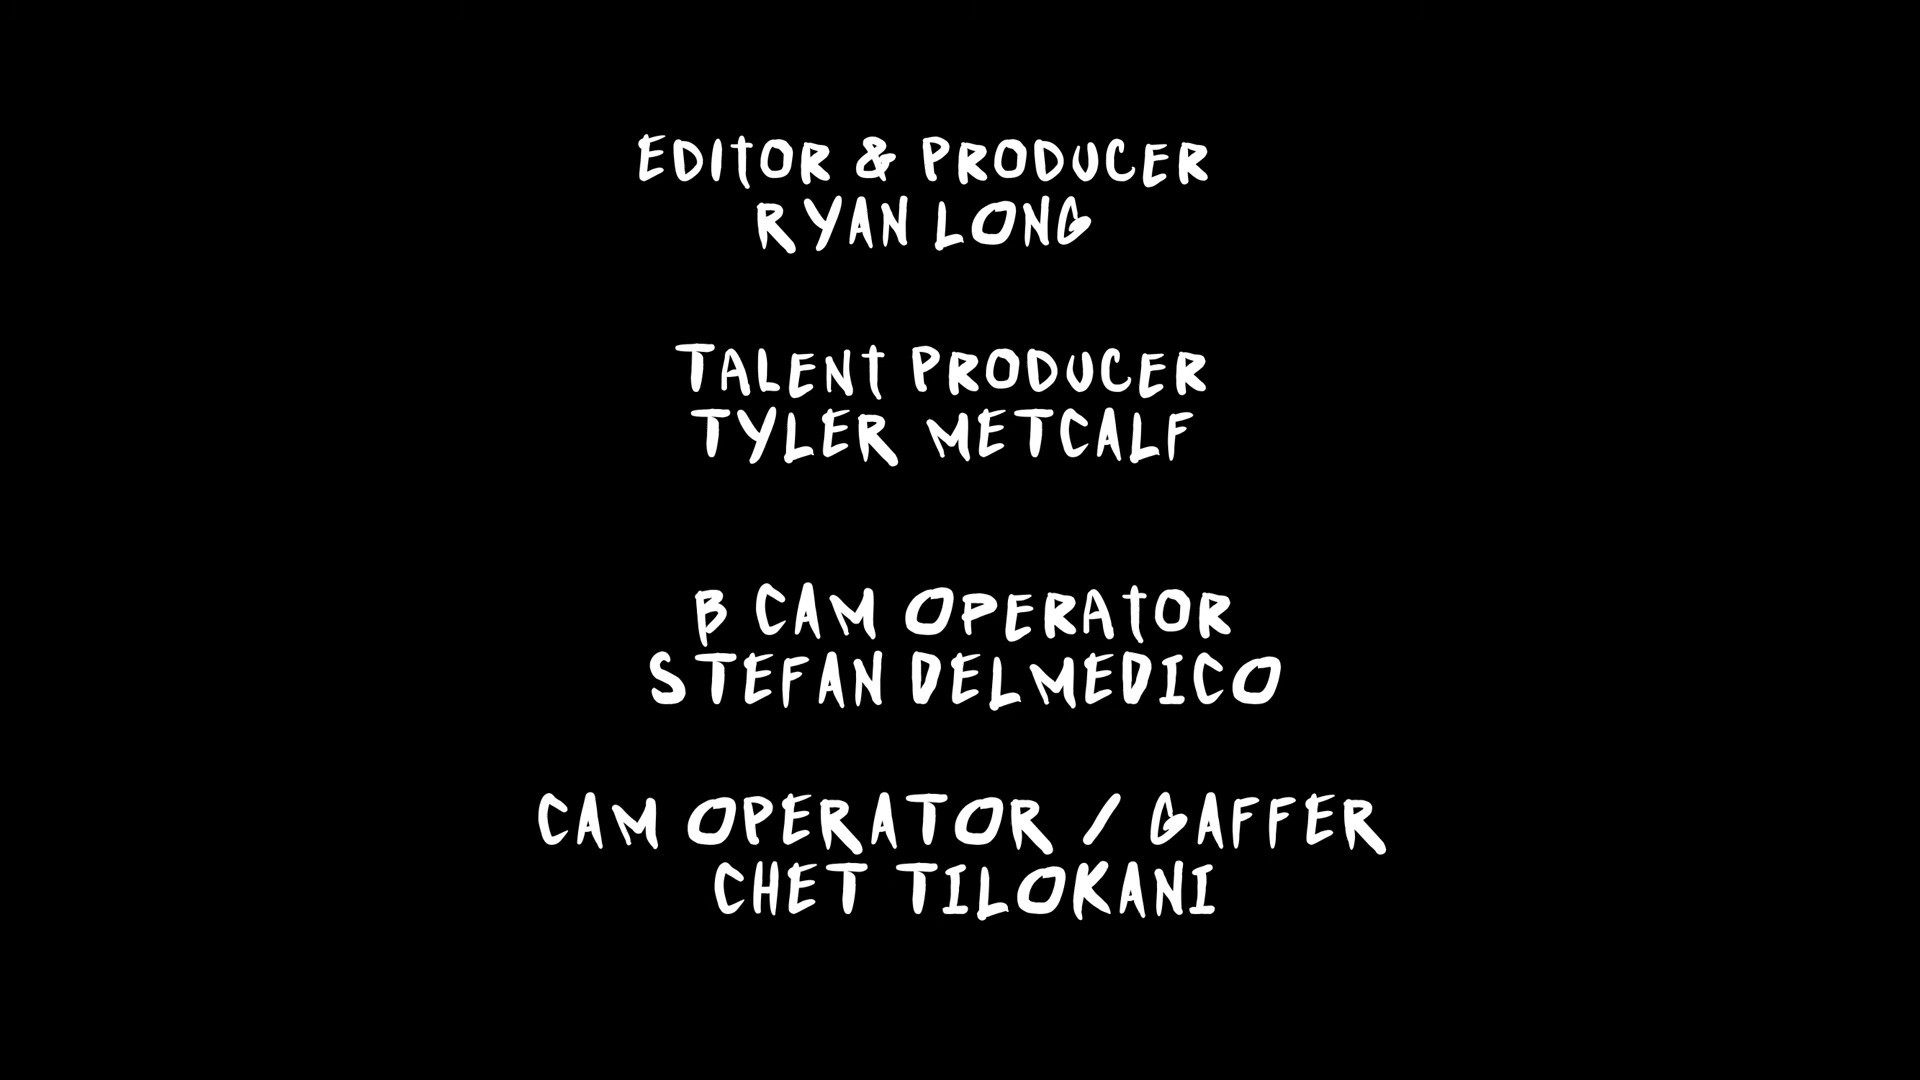 EDITOR & PRODUCER
RYAN LONG
TALENT PRODUCER
TYLER METCALF
B CAM OPERATOR
STEFAN DELMEDICO
CAM OPERATOR / GAFFER
CHET TILOKANI